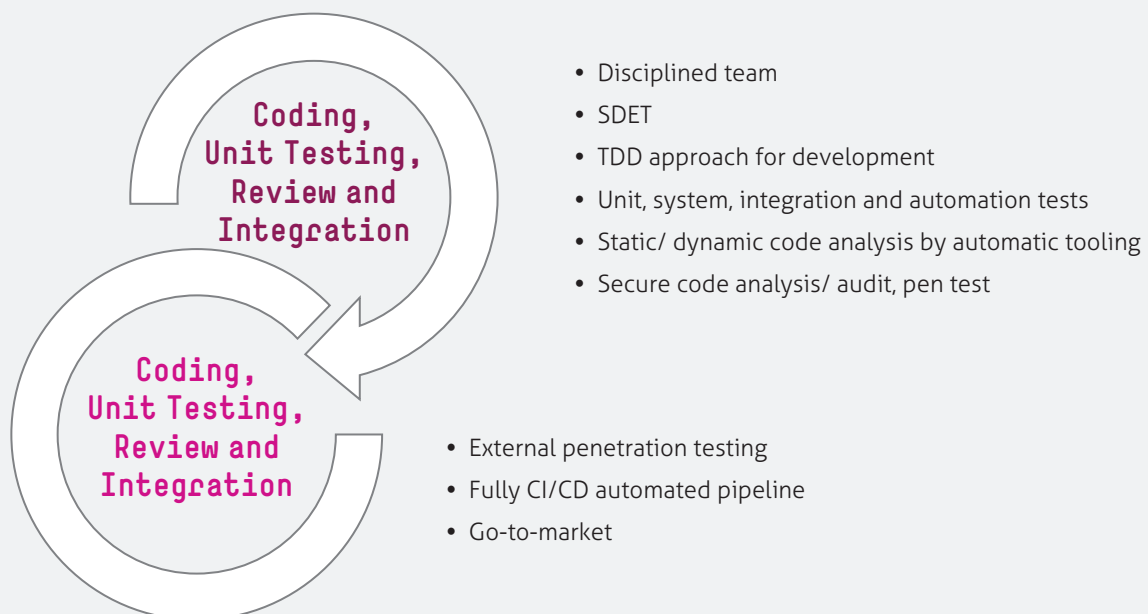 Coding,
Unit Testing,
Review and
Integration
• Disciplined team
• SDET
• TDD approach for development
• Unit, system, integration and automation tests
• Static/ dynamic code analysis by automatic tooling
• Secure code analysis/ audit, pen test
Coding,
Unit Testing,
Review and
Integration
• External penetration testing
• Fully CI/CD automated pipeline
• Go-to-market